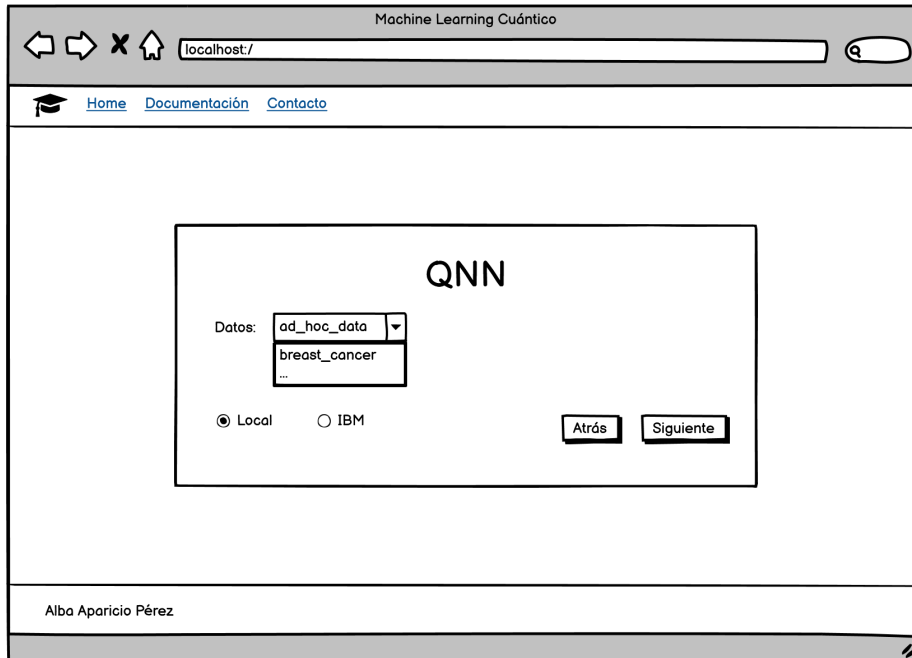 Machine Learning Cuántico
localhost:/
Home Documentación Contacto
QNN
Datos: ad_hoc_data
breast_cancer
...
Local IBM Atrás Siguiente
Alba Aparicio Pérez